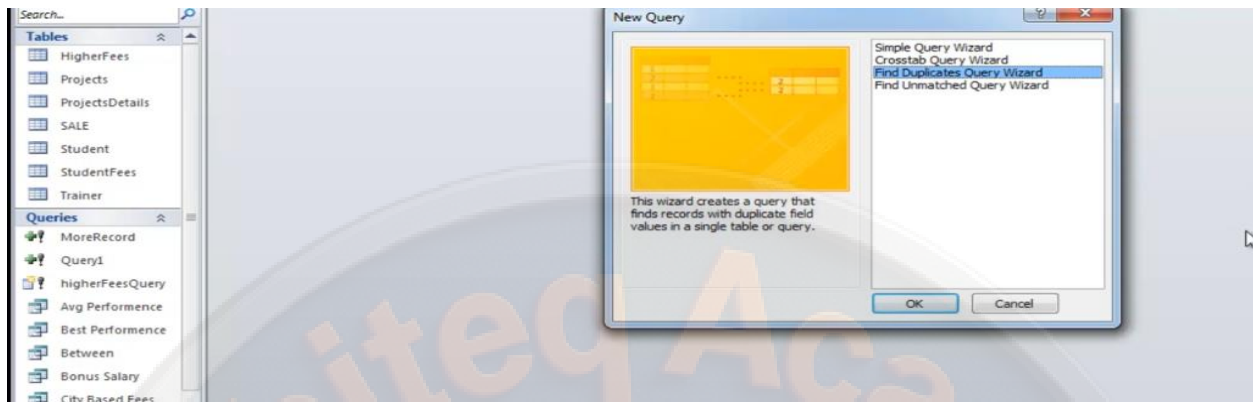 Search...
Tables
HigherFees
Projects
ProjectsDetails
SALE
Student
StudentFees
Trainer
Queries
MoreRecord
Query1
higherFeesQuery
Avg Performence
Best Performence
Between
Bonus Salary
City Based Fees
New Query
This wizard creates a query that
finds records with duplicate field
values in a single table or query.
Simple Query Wizard
Crosstab Query Wizard
Find Duplicates Query Wizard
Find Unmatched Query Wizard
OK
Cancel